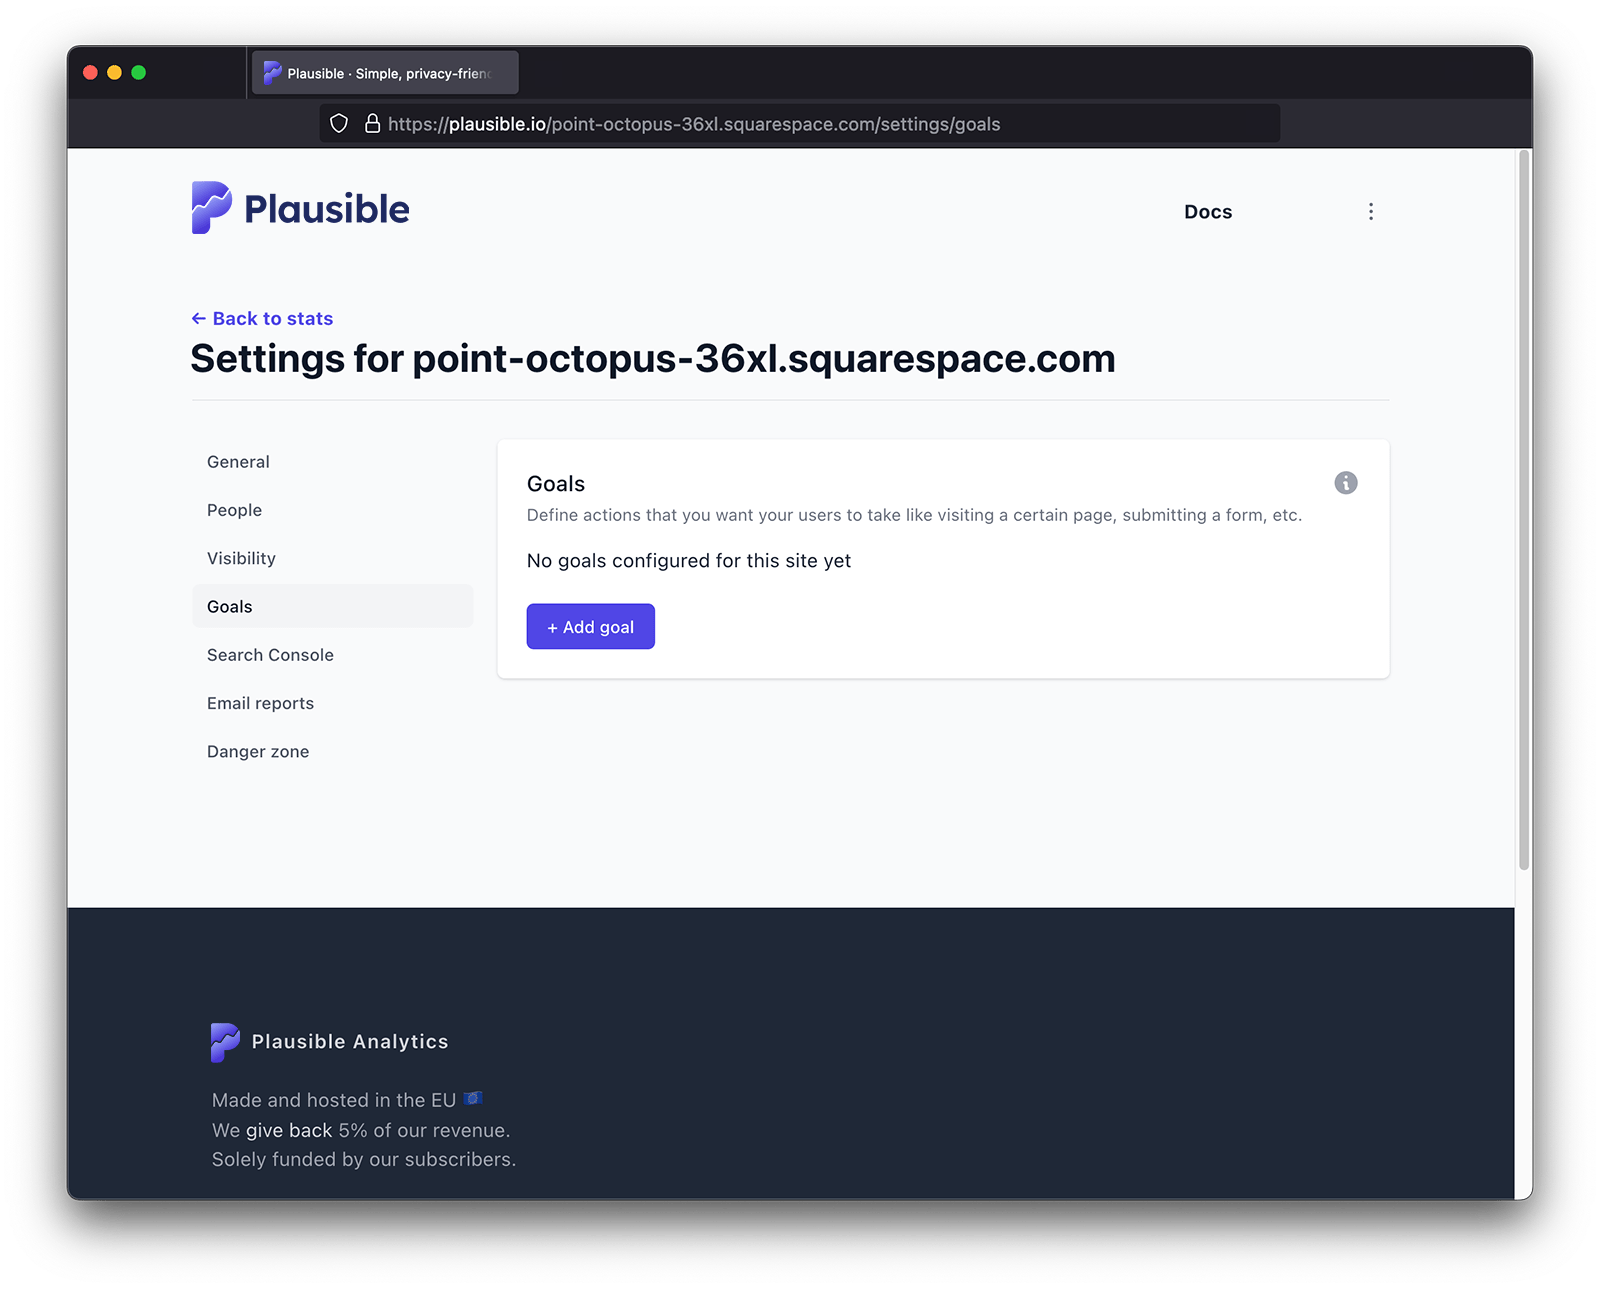 Plausible · Simple, privacy-frien
https://plausible.io/point-octopus-36xl.squarespace.com/settings/goals
Plausible
Docs
← Back to stats
Settings for point-octopus-36xl.squarespace.com
General
People
Visibility
Goals
Search Console
Email reports
Danger zone
Goals
Define actions that you want your users to take like visiting a certain page, submitting a form, etc.
No goals configured for this site yet
+ Add goal
Plausible Analytics
Made and hosted in the EU 🇪🇺
We give back 5% of our revenue.
Solely funded by our subscribers.